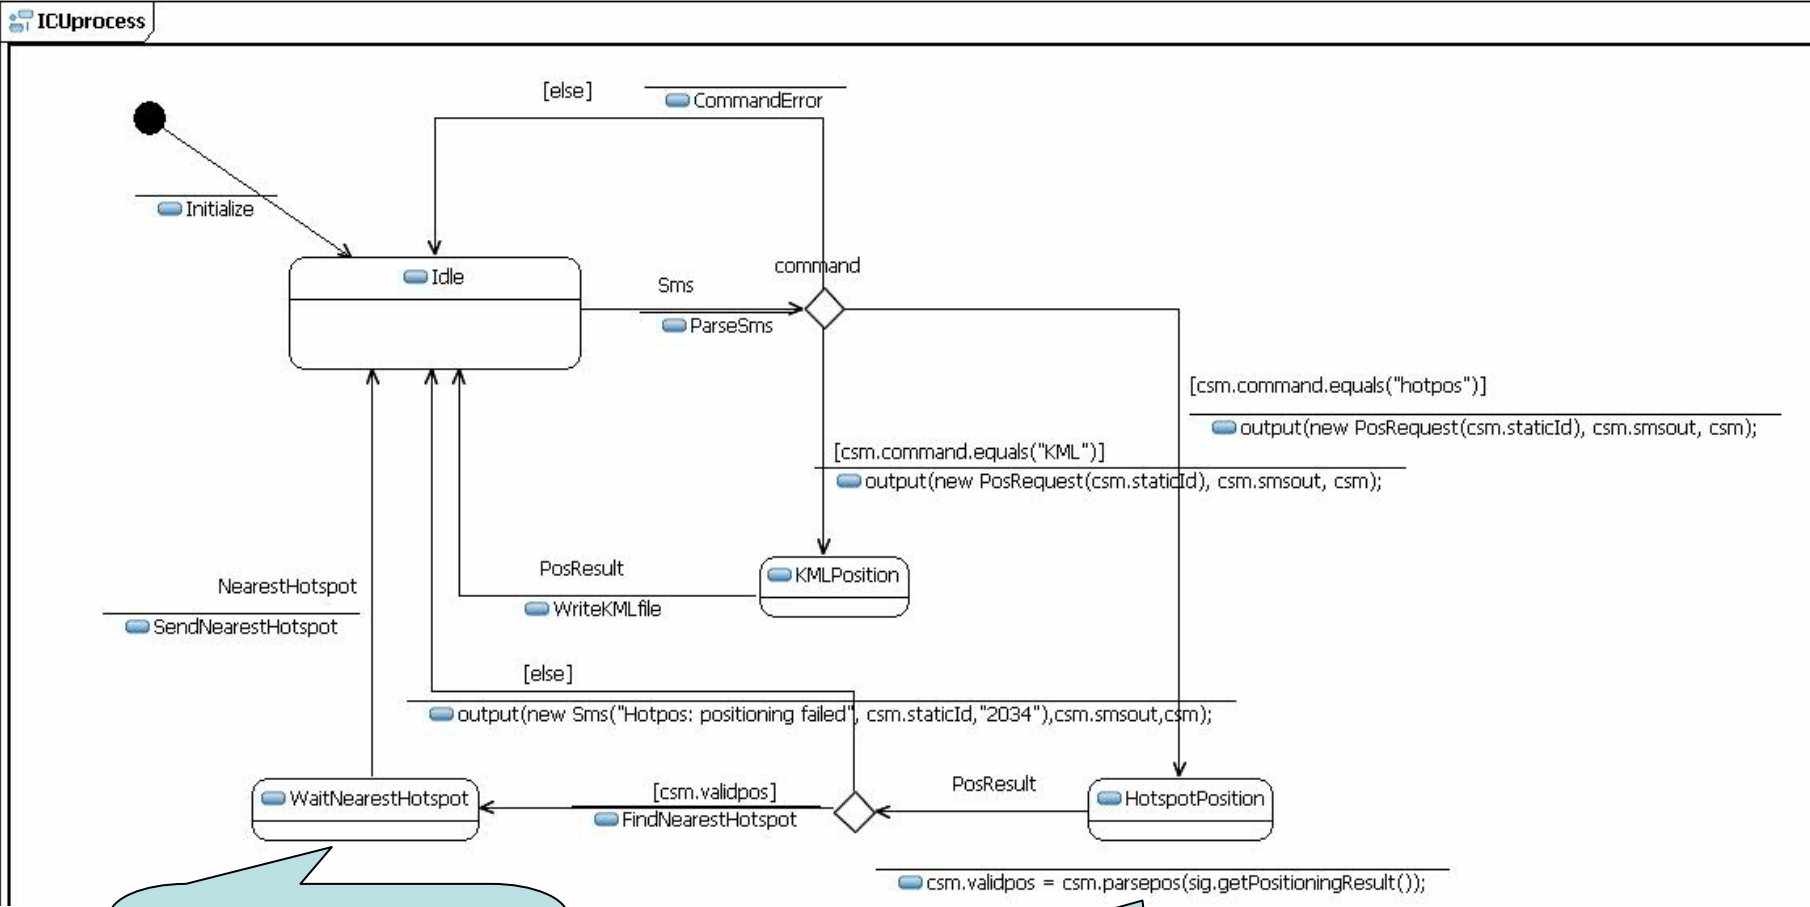 ICUprocess
[else]
CommandError
Initialize
Idle
command
Sms
ParseSms
[csm.command.equals("hotpos")]
output(new PosRequest(csm.staticId), csm.smsout, csm);
[csm.command.equals("KML")]
output(new PosRequest(csm.staticId), csm.smsout, csm);
PosResult
KMLPosition
NearestHotspot
WriteKMLfile
SendNearestHotspot
[else]
output(new Sms("Hotpos: positioning failed", csm.staticId,"2034"),csm.smsout,csm);
WaitNearestHotspot
[csm.validpos]
FindNearestHotspot
PosResult
HotspotPosition
csm.validpos = csm.parsepos(sig.getPositioningResult());